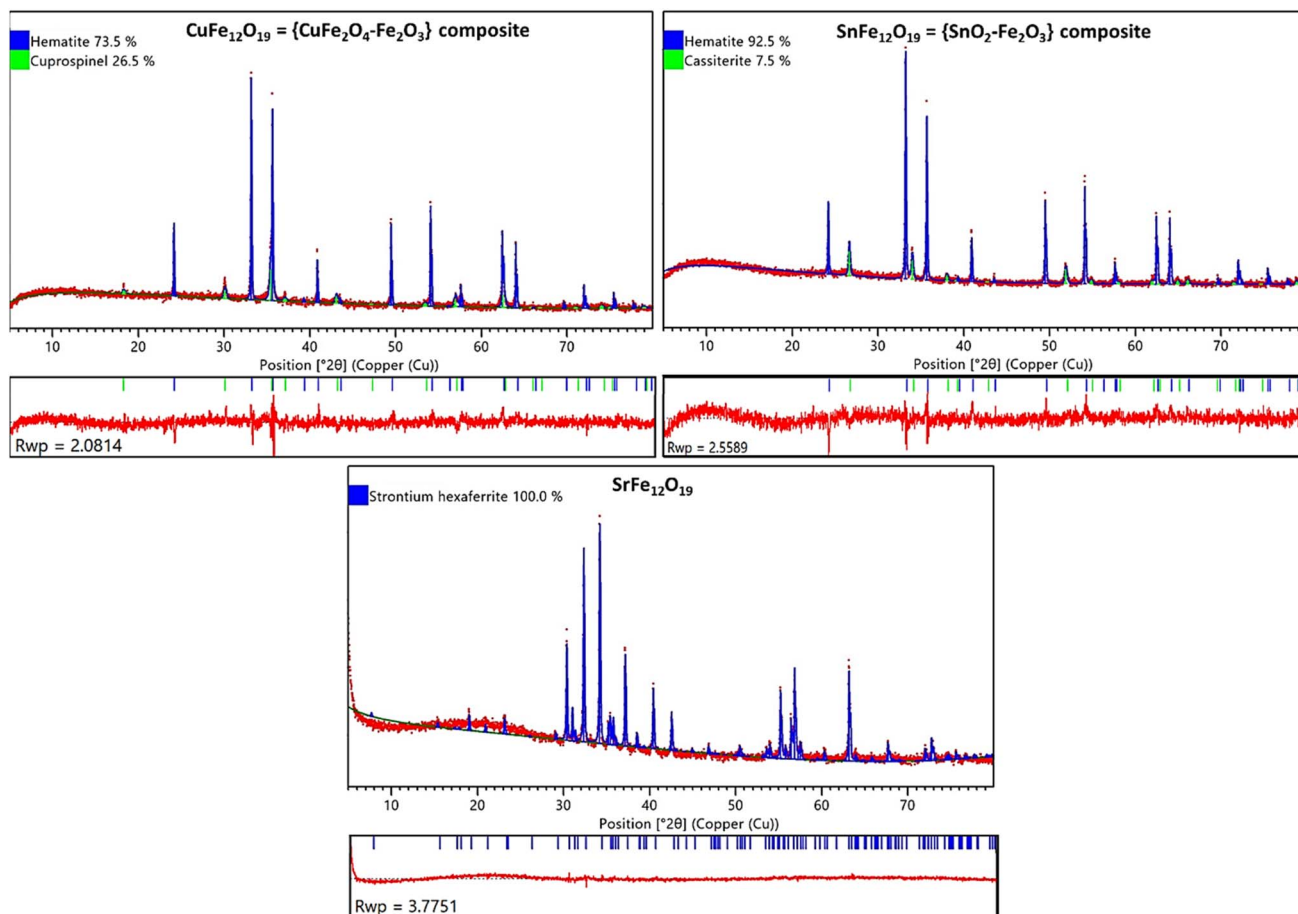 CuFe₁₂O₁₉ = {CuFe₂O₄-Fe₂O₃} composite
Hematite 73.5 %
Cuprospinel 26.5 %
10 20 30 40 50 60 70
Position [°2θ] (Copper (Cu))
Rwp = 2.0814
SnFe₁₂O₁₉ = {SnO₂-Fe₂O₃} composite
Hematite 92.5 %
Cassiterite 7.5 %
10 20 30 40 50 60 70
Position [°2θ] (Copper (Cu))
Rwp = 2.5589
SrFe₁₂O₁₉
Strontium hexaferrite 100.0 %
10 20 30 40 50 60 70
Position [°2θ] (Copper (Cu))
Rwp = 3.7751